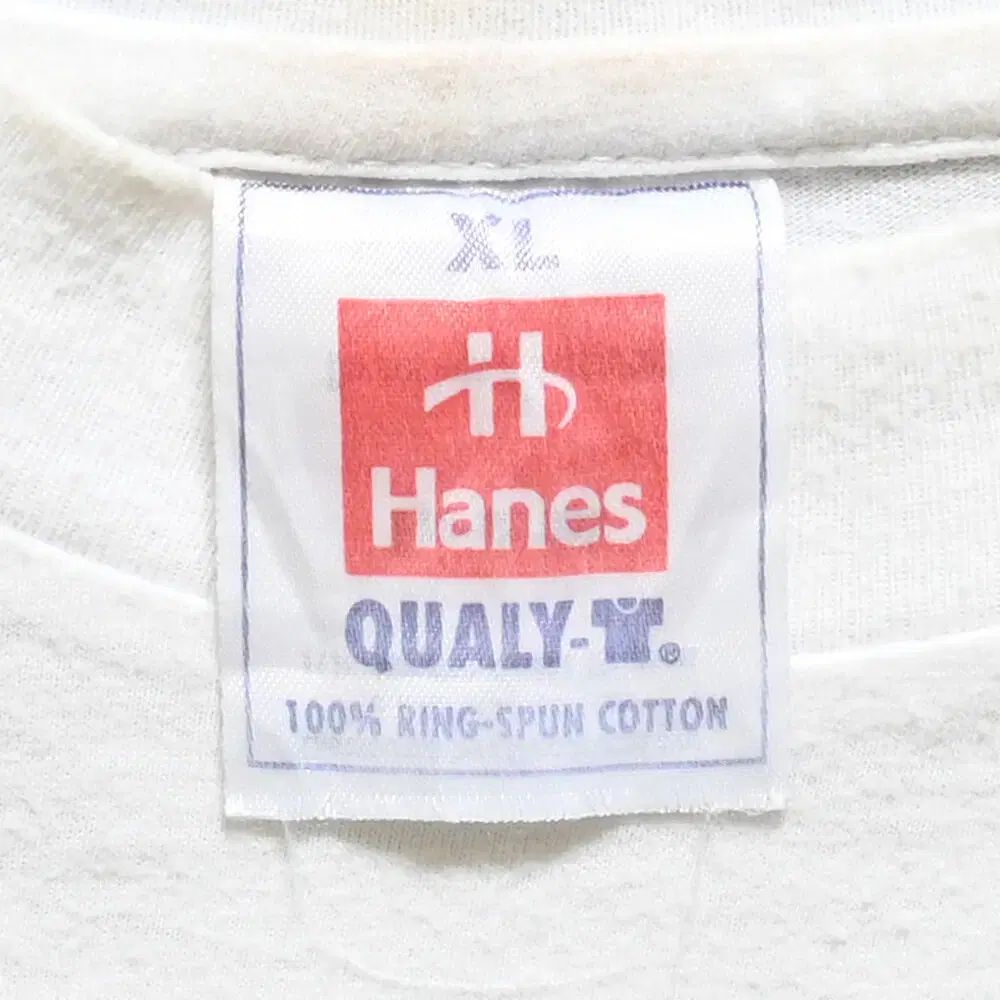 XL
H
Hanes
QUALY-T®
100% RING-SPUN COTTON